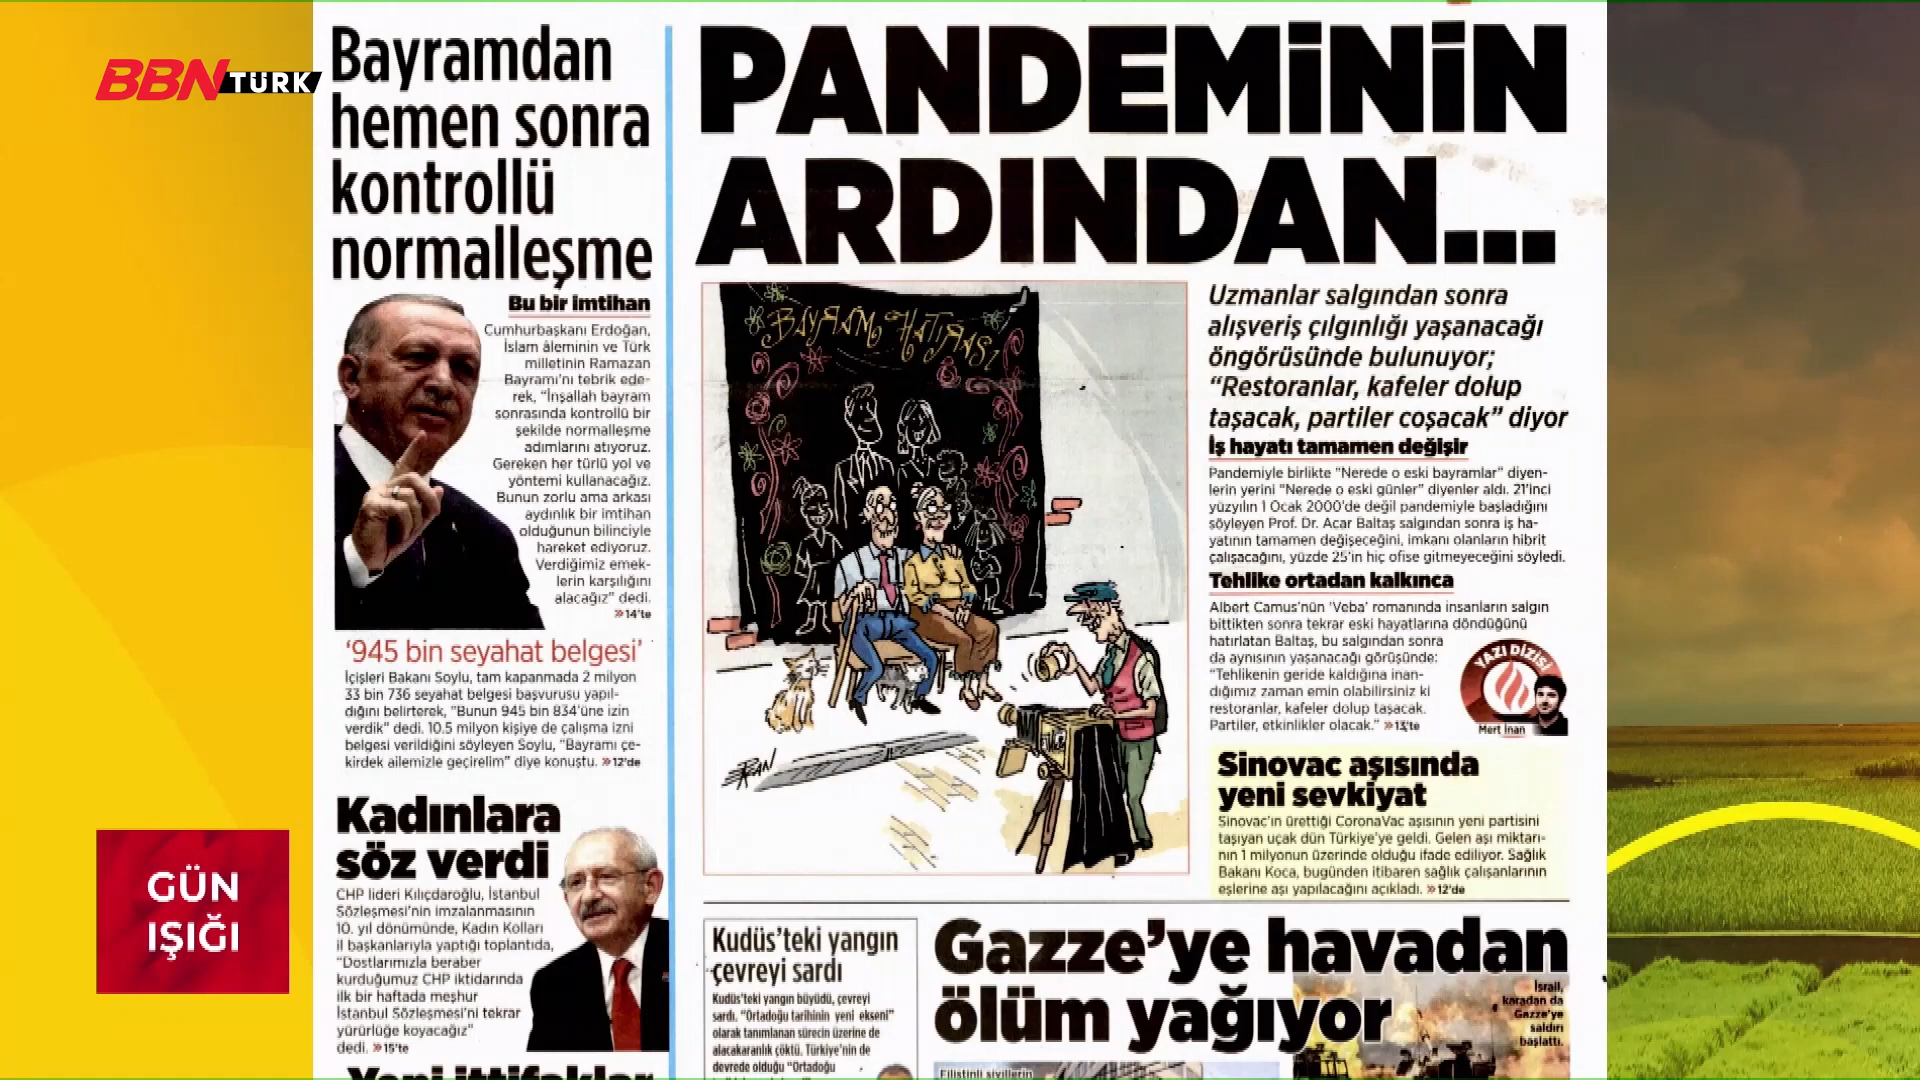 BBN TÜRK
Bayramdan
hemen sonra
kontrollü
normalleşme
Bu bir imtihan
Cumhurbaşkanı Erdoğan,
İslam âleminin ve Türk
milletinin Ramazan
Bayramı'nı tebrik ede-
rek, "İnşallah bayram
sonrasında kontrollü bir
şekilde normalleşme
adımlarını atıyoruz.
Gereken her türlü yol ve
yöntemi kullanacağız.
Bunun zorlu ama arkası
aydınlık bir imtihan
olduğunun bilinciyle
hareket ediyoruz.
Verdiğimiz emek-
lerin karşılığını
alacağız" dedi.
»14'te
'945 bin seyahat belgesi'
İçişleri Bakanı Soylu, tam kapanmada 2 milyon
33 bin 736 seyahat belgesi başvurusu yapıl-
dığını belirterek, "Bunun 945 bin 834'üne izin
verdik" dedi. 10.5 milyon kişiye de çalışma izni
belgesi verildiğini söyleyen Soylu, "Bayramı çe-
kirdek ailemizle geçirelim" diye konuştu. »12'de
Kadınlara
söz verdi
CHP lideri Kılıçdaroğlu, İstanbul
Sözleşmesi'nin imzalanmasının
10. yıl dönümünde, Kadın Kolları
il başkanlarıyla yaptığı toplantıda,
"Dostlarımızla beraber
kurduğumuz CHP iktidarında
ilk bir haftada meşhur
İstanbul Sözleşmesi'ni tekrar
yürürlüğe koyacağız"
dedi. »15'te
Yeni ittifaklar
PANDEMİNİN
ARDINDAN...
BAYRAM HATIRASI
ERCAN
Uzmanlar salgından sonra
alışveriş çılgınlığı yaşanacağı
öngörüsünde bulunuyor;
"Restoranlar, kafeler dolup
taşacak, partiler coşacak" diyor
İş hayatı tamamen değişir
Pandemiyle birlikte "Nerede o eski bayramlar" diyen-
lerin yerini "Nerede o eski günler" diyenler aldı. 21'inci
yüzyılın 1 Ocak 2000'de değil pandemiyle başladığını
söyleyen Prof. Dr. Acar Baltaş salgından sonra iş ha-
yatının tamamen değişeceğini, imkanı olanların hibrit
çalışacağını, yüzde 25'in hiç ofise gitmeyeceğini söyledi.
Tehlike ortadan kalkınca
Albert Camus'nün 'Veba' romanında insanların salgın
bittikten sonra tekrar eski hayatlarına döndüğünü
hatırlatan Baltaş, bu salgından sonra
da aynısının yaşanacağı görüşünde:
"Tehlikenin geride kaldığına inan-
dığımız zaman emin olabilirsiniz ki
restoranlar, kafeler dolup taşacak.
Partiler, etkinlikler olacak." »13'te
YAZI DİZİSİ
Mert İnan
Sinovac aşısında
yeni sevkiyat
Sinovac'ın ürettiği CoronaVac aşısının yeni partisini
taşıyan uçak dün Türkiye'ye geldi. Gelen aşı miktarı-
nın 1 milyonun üzerinde olduğu ifade ediliyor. Sağlık
Bakanı Koca, bugünden itibaren sağlık çalışanlarının
eşlerine aşı yapılacağını açıkladı. »12'de
Kudüs'teki yangın
çevreyi sardı
Kudüs'teki yangın büyüdü, çevreyi
sardı. "Ortadoğu tarihinin yeni ekseni"
olarak tanımlanan sürecin üzerine de
alacakaranlık çöktü. Türkiye'nin de
devrede olduğu "Ortadoğu
Gazze'ye havadan
ölüm yağıyor
İsrail,
karadan da
Gazze'ye
saldırı
başlattı.
Filistinli sivillerin
GÜN
IŞIĞI